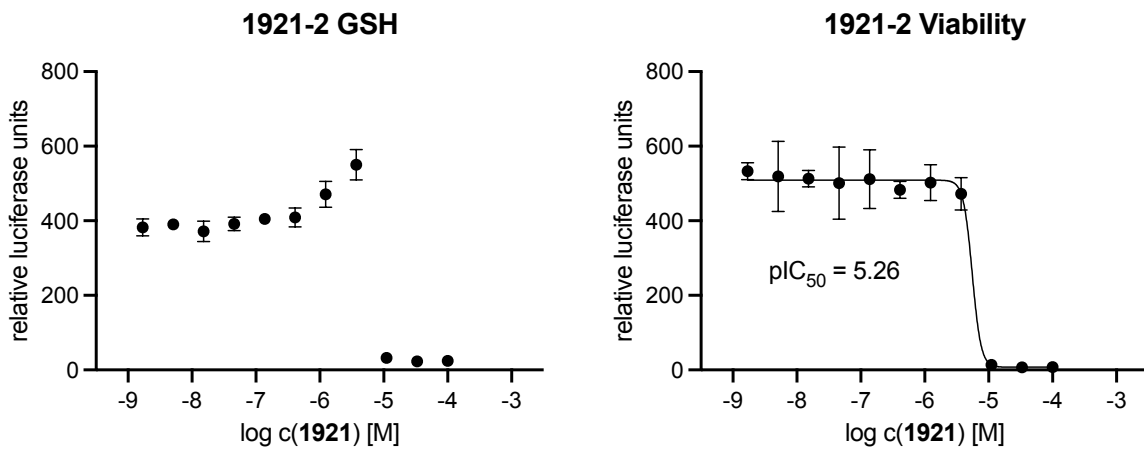 1921-2 GSH
800
600
400
200
0
relative luciferase units
-9 -8 -7 -6 -5 -4 -3
log c(1921) [M]
1921-2 Viability
800
600
400
200
0
relative luciferase units
pIC50 = 5.26
-9 -8 -7 -6 -5 -4 -3
log c(1921) [M]